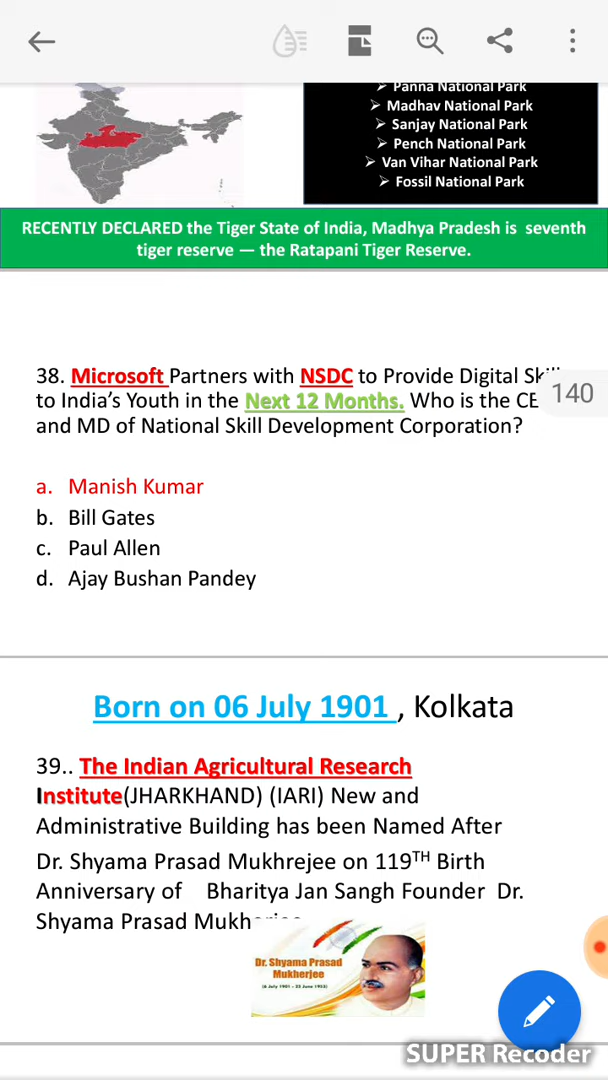 ➢ Panna National Park
➢ Madhav National Park
➢ Sanjay National Park
➢ Pench National Park
➢ Van Vihar National Park
➢ Fossil National Park
RECENTLY DECLARED the Tiger State of India, Madhya Pradesh is seventh
tiger reserve — the Ratapani Tiger Reserve.
38. Microsoft Partners with NSDC to Provide Digital
to India's Youth in the Next 12 Months. Who is the CE
140
and MD of National Skill Development Corporation?
a. Manish Kumar
b. Bill Gates
c. Paul Allen
d. Ajay Bushan Pandey
Born on 06 July 1901 , Kolkata
39.. The Indian Agricultural Research
Institute(JHARKHAND) (IARI) New and
Administrative Building has been Named After
Dr. Shyama Prasad Mukhrejee on 119TH Birth
Anniversary of Bharitya Jan Sangh Founder Dr.
Shyama Prasad
Dr. Shyama Prasad
Mukherjee
(6 July 1901 - 23 June 1953)
SUPER Recoder